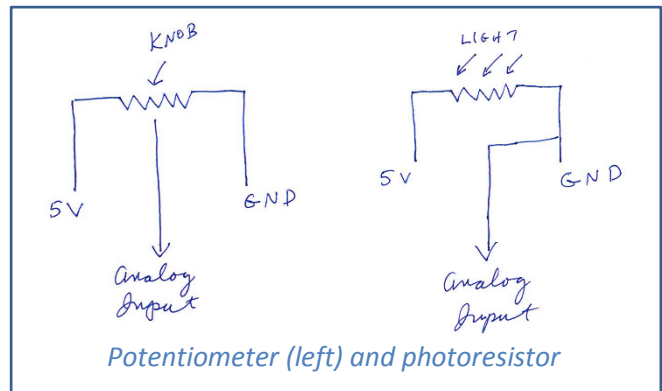 KNOB
5V
GND
Analog
Input
LIGHT
5V
GND
Analog
Input
Potentiometer (left) and photoresistor